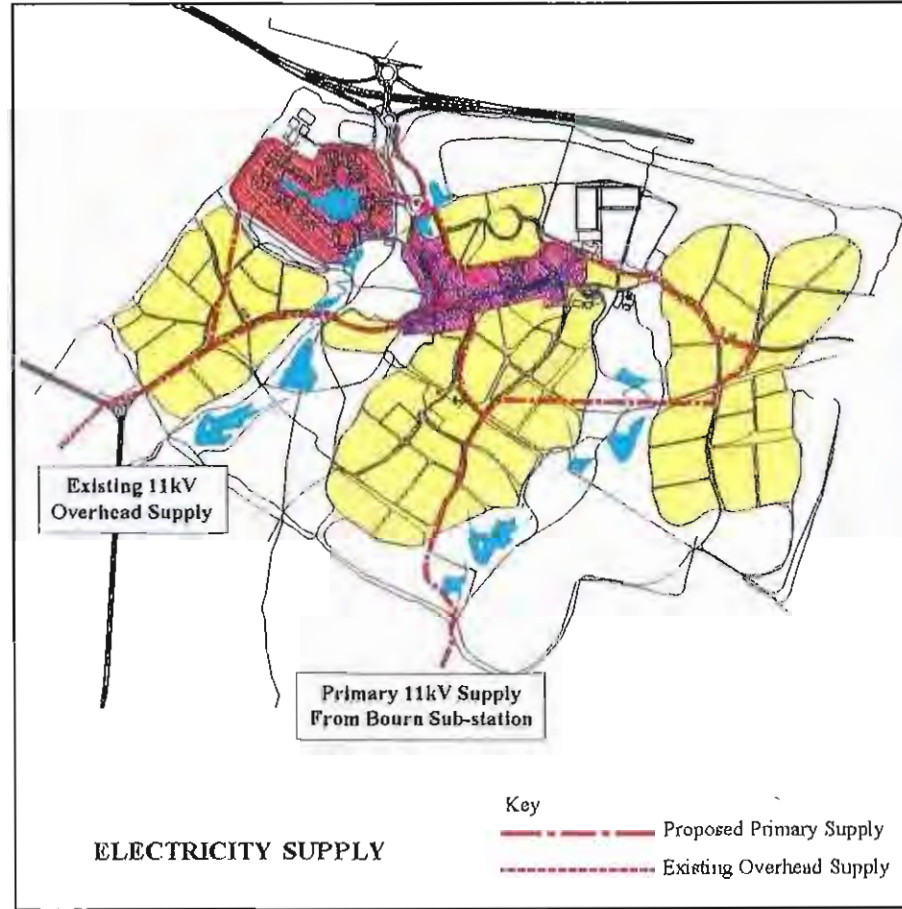 Existing 11kV
Overhead Supply
Primary 11kV Supply
From Bourn Sub-station
Key
Proposed Primary Supply
Existing Overhead Supply
ELECTRICITY SUPPLY